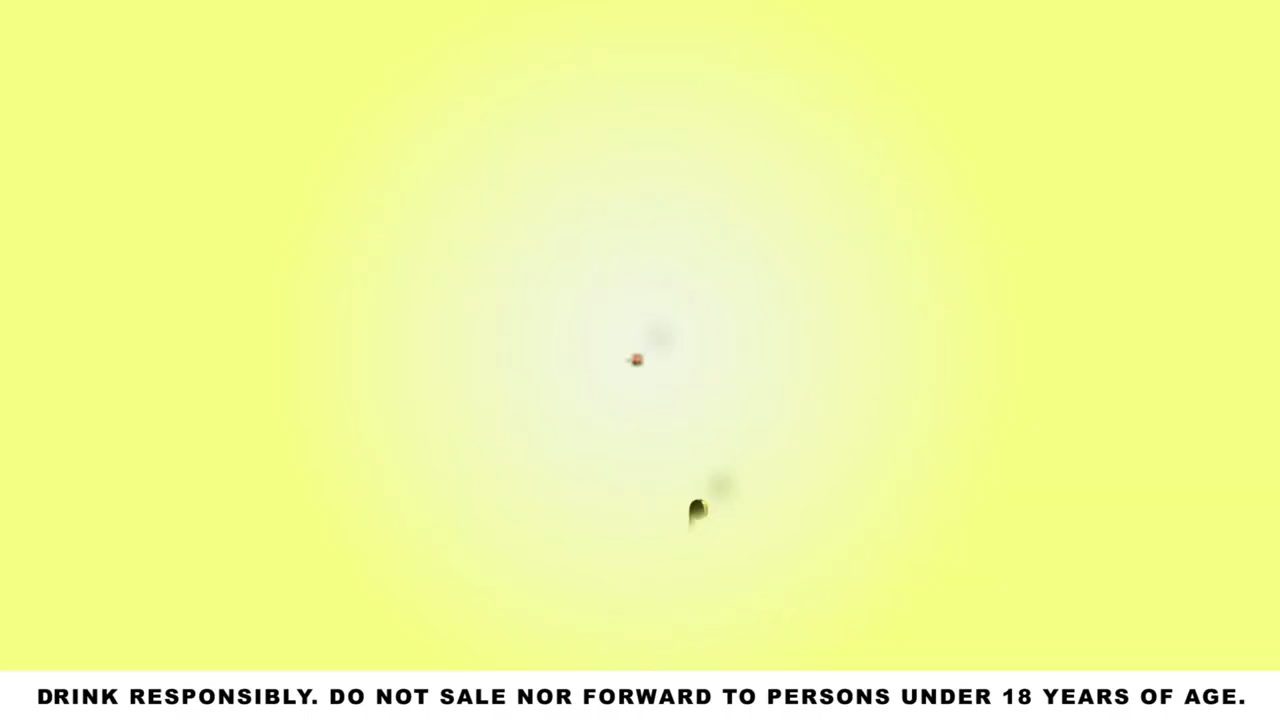 DRINK RESPONSIBLY. DO NOT SALE NOR FORWARD TO PERSONS UNDER 18 YEARS OF AGE.